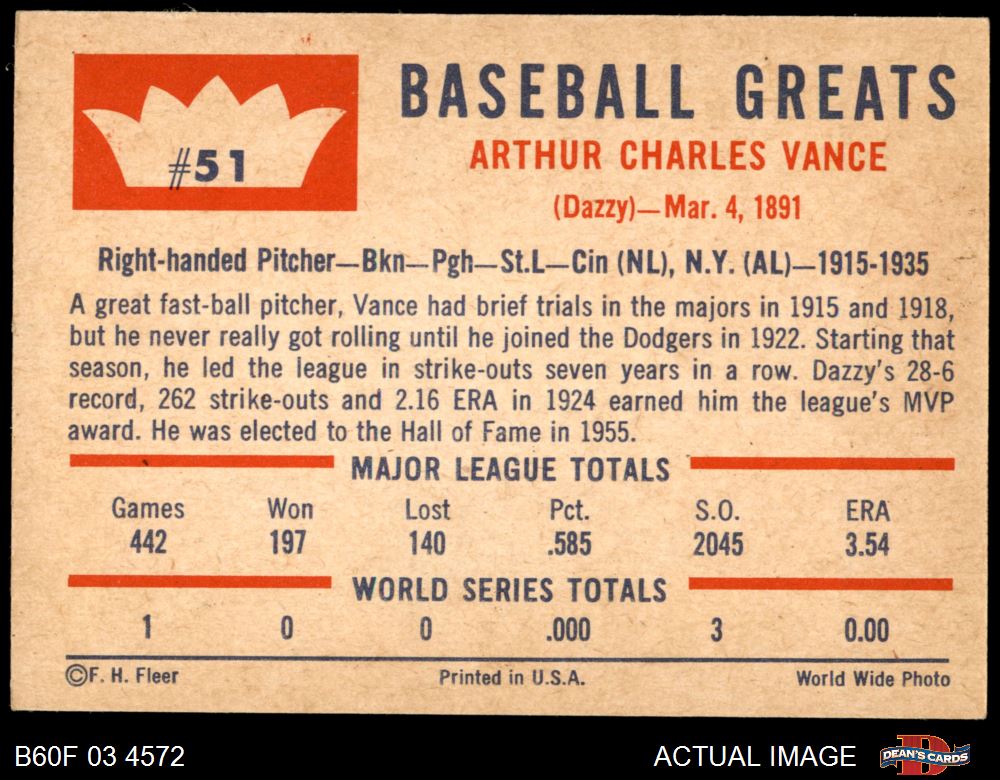 #51
BASEBALL GREATS
ARTHUR CHARLES VANCE
(Dazzy)—Mar. 4, 1891
Right-handed Pitcher—Bkn—Pgh—St.L—Cin (NL), N.Y. (AL)—1915-1935
A great fast-ball pitcher, Vance had brief trials in the majors in 1915 and 1918,
but he never really got rolling until he joined the Dodgers in 1922. Starting that
season, he led the league in strike-outs seven years in a row. Dazzy's 28-6
record, 262 strike-outs and 2.16 ERA in 1924 earned him the league's MVP
award. He was elected to the Hall of Fame in 1955.
MAJOR LEAGUE TOTALS
Games Won Lost Pct. S.O. ERA
442 197 140 .585 2045 3.54
WORLD SERIES TOTALS
1 0 0 .000 3 0.00
©F. H. Fleer Printed in U.S.A. World Wide Photo
B60F 03 4572 ACTUAL IMAGE D DEAN'S CARDS